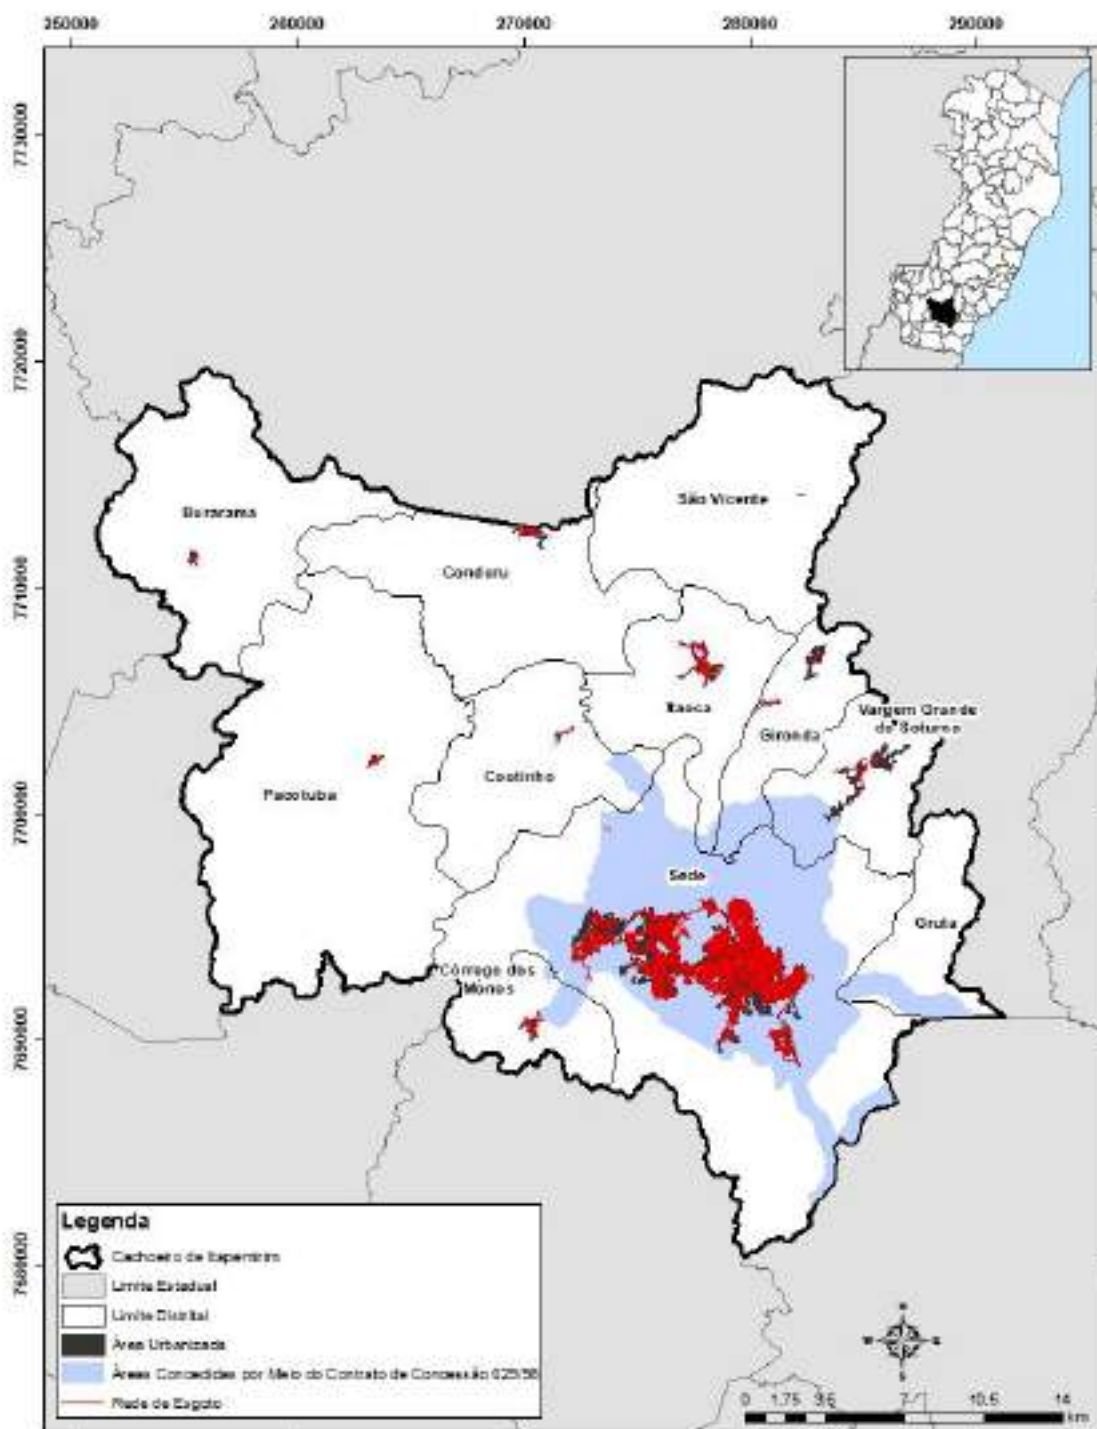 250000 260000 270000 280000 290000
7730000
7720000
7710000
7700000
7690000
7680000
Burarama
São Vicente
Conduru
Itaoca
Vargem Grande
do Soturno
Gironda
Coutinho
Pacotuba
Sede
Gruta
Córrego dos
Monos
Legenda
Cachoeiro de Itapemirim
Limite Estadual
Limite Distrital
Área Urbanizada
Áreas Concedidas por Meio do Contrato de Concessão 029/98
Rede de Esgoto
N
W E
S
0 1.75 3.5 7 10.5 14
km